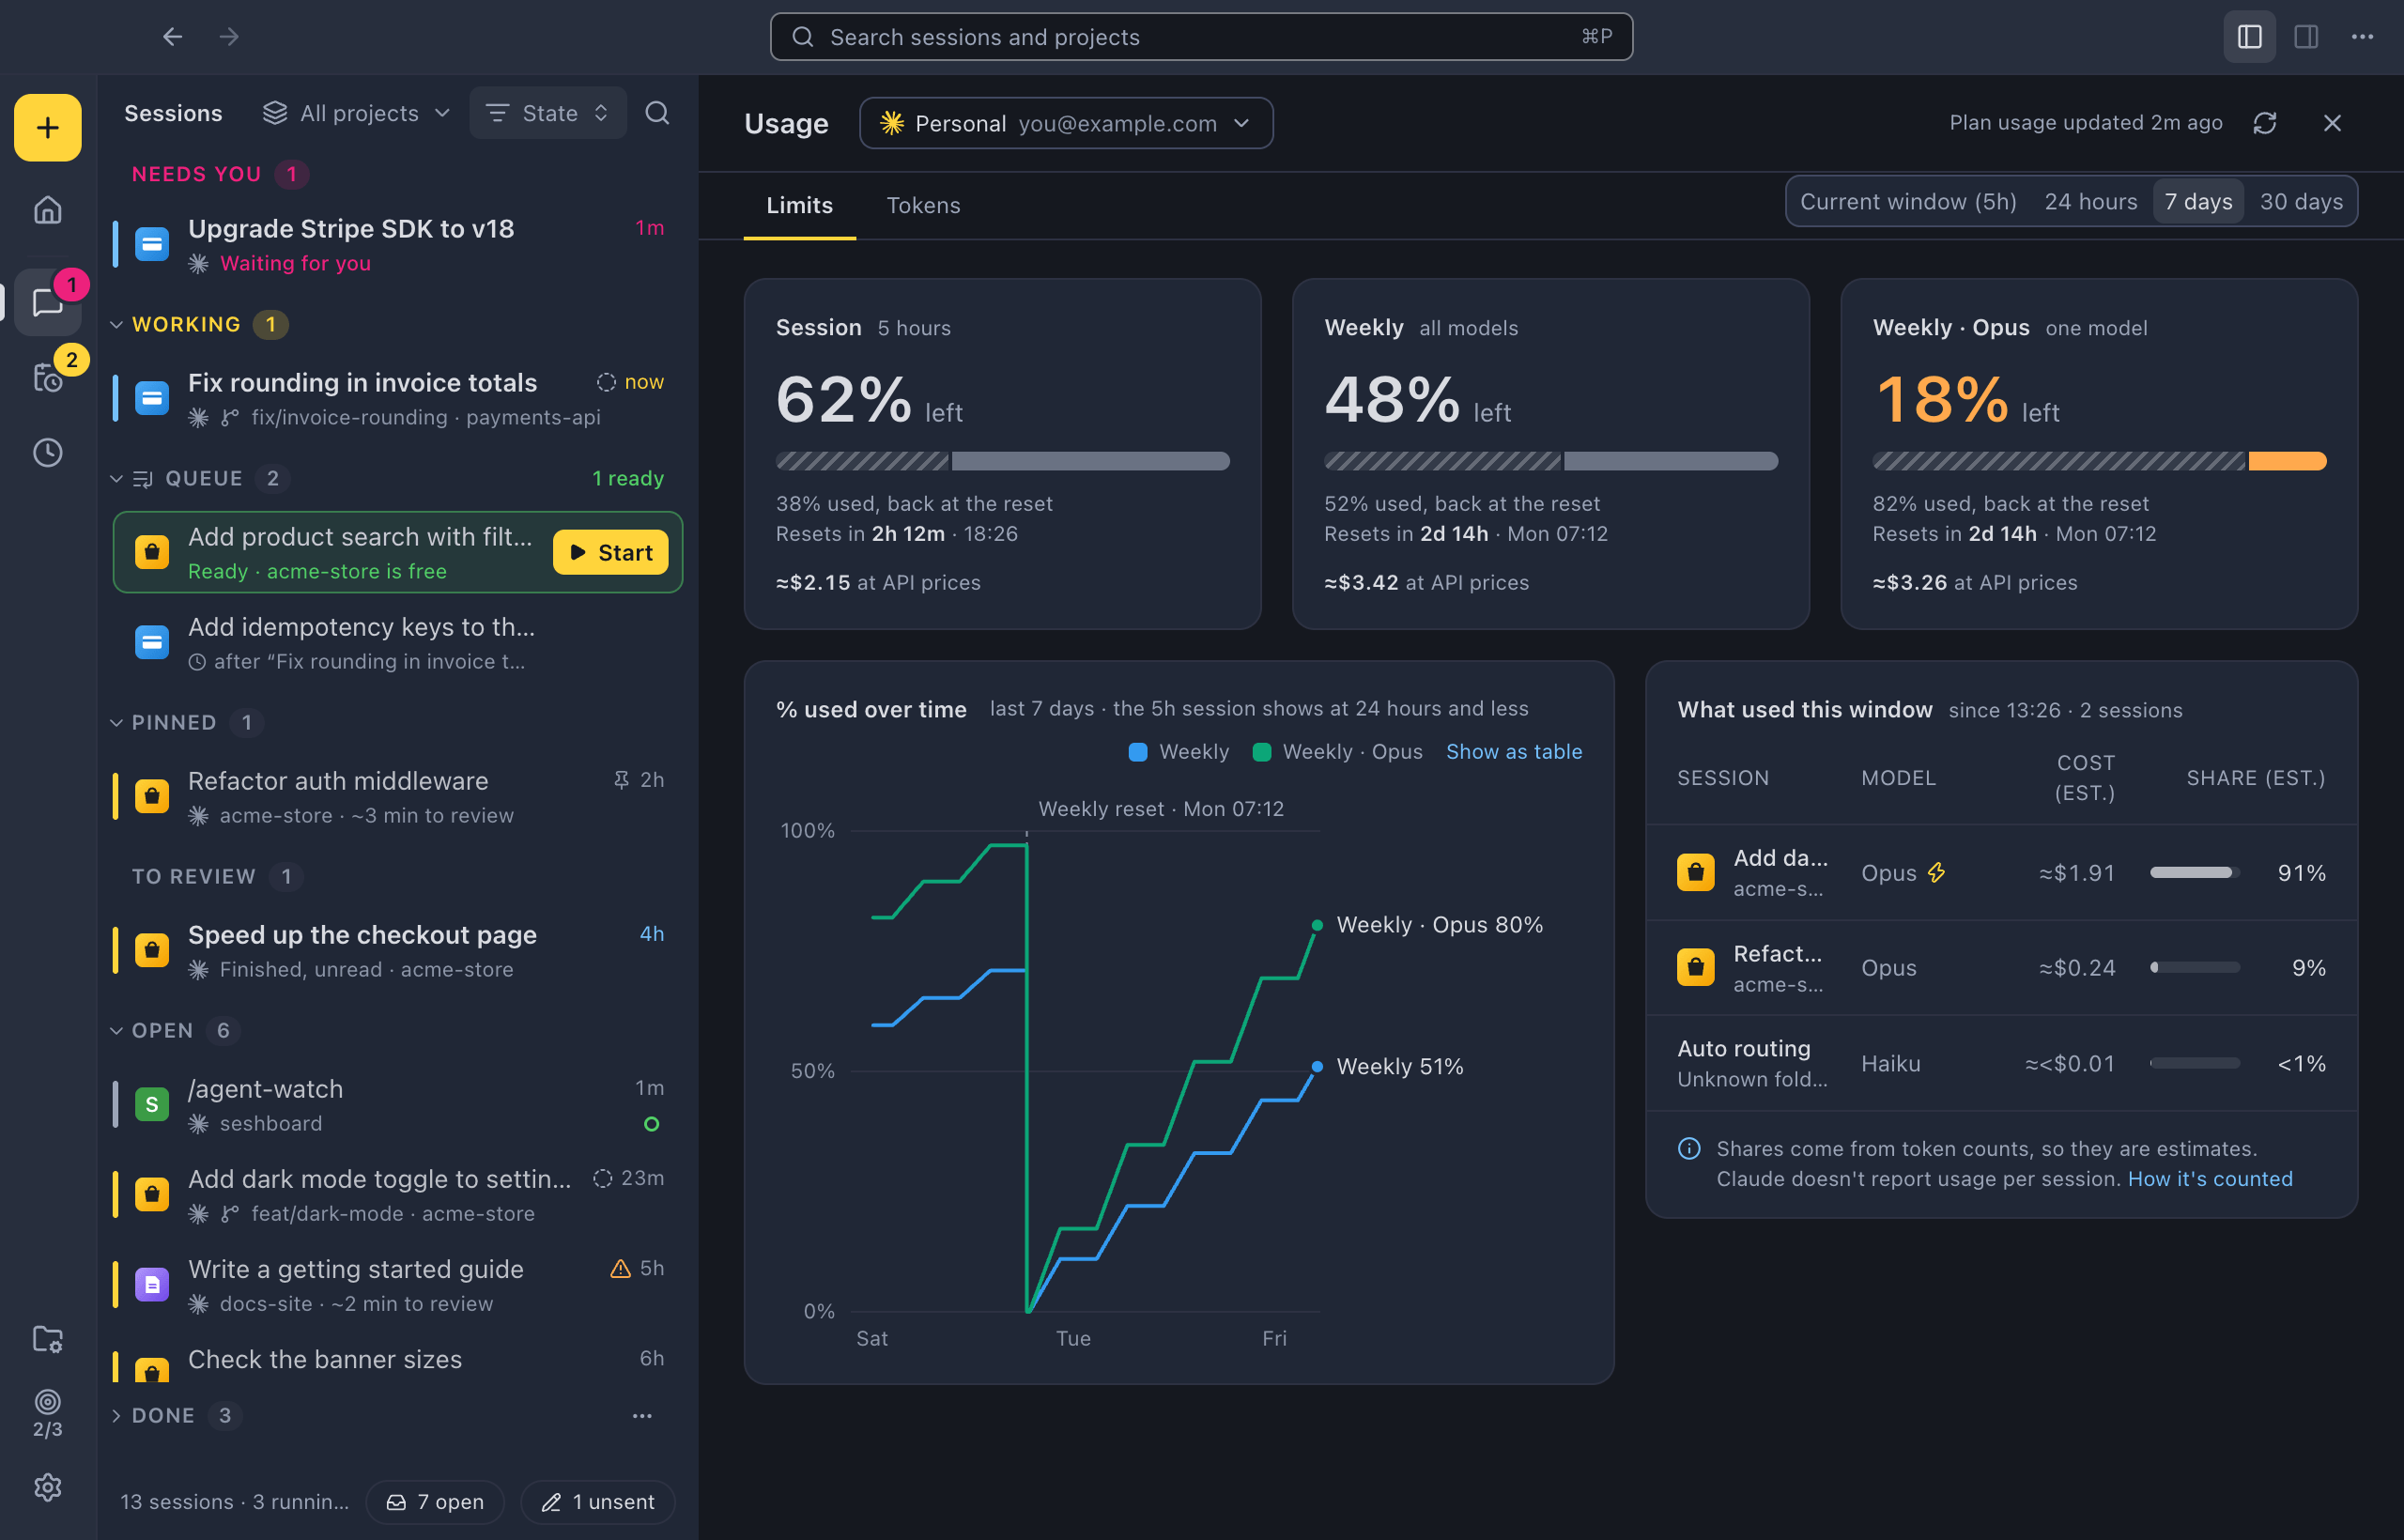 Search sessions and projects ⌘P
Sessions All projects State
NEEDS YOU 1
Upgrade Stripe SDK to v18 1m
Waiting for you
1
WORKING 1
2
Fix rounding in invoice totals now
fix/invoice-rounding · payments-api
QUEUE 2 1 ready
Add product search with filt...
Ready · acme-store is free
Start
Add idempotency keys to th...
after “Fix rounding in invoice t...
PINNED 1
Refactor auth middleware 2h
acme-store · ~3 min to review
TO REVIEW 1
Speed up the checkout page 4h
Finished, unread · acme-store
OPEN 6
S
/agent-watch 1m
seshboard
Add dark mode toggle to settin... 23m
feat/dark-mode · acme-store
Write a getting started guide 5h
docs-site · ~2 min to review
Check the banner sizes 6h
DONE 3
2/3
13 sessions · 3 runnin... 7 open 1 unsent
Usage Personal you@example.com
Plan usage updated 2m ago
Limits Tokens
Current window (5h) 24 hours 7 days 30 days
Session 5 hours
62% left
38% used, back at the reset
Resets in 2h 12m · 18:26
≈$2.15 at API prices
Weekly all models
48% left
52% used, back at the reset
Resets in 2d 14h · Mon 07:12
≈$3.42 at API prices
Weekly · Opus one model
18% left
82% used, back at the reset
Resets in 2d 14h · Mon 07:12
≈$3.26 at API prices
% used over time last 7 days · the 5h session shows at 24 hours and less
Weekly Weekly · Opus Show as table
Weekly reset · Mon 07:12
100%
Weekly · Opus 80%
50%
Weekly 51%
0%
Sat Tue Fri
What used this window since 13:26 · 2 sessions
SESSION MODEL COST (EST.) SHARE (EST.)
Add da... Opus ≈$1.91 91%
acme-s...
Refact... Opus ≈$0.24 9%
acme-s...
Auto routing Haiku ≈<$0.01 <1%
Unknown fold...
Shares come from token counts, so they are estimates.
Claude doesn't report usage per session. How it's counted